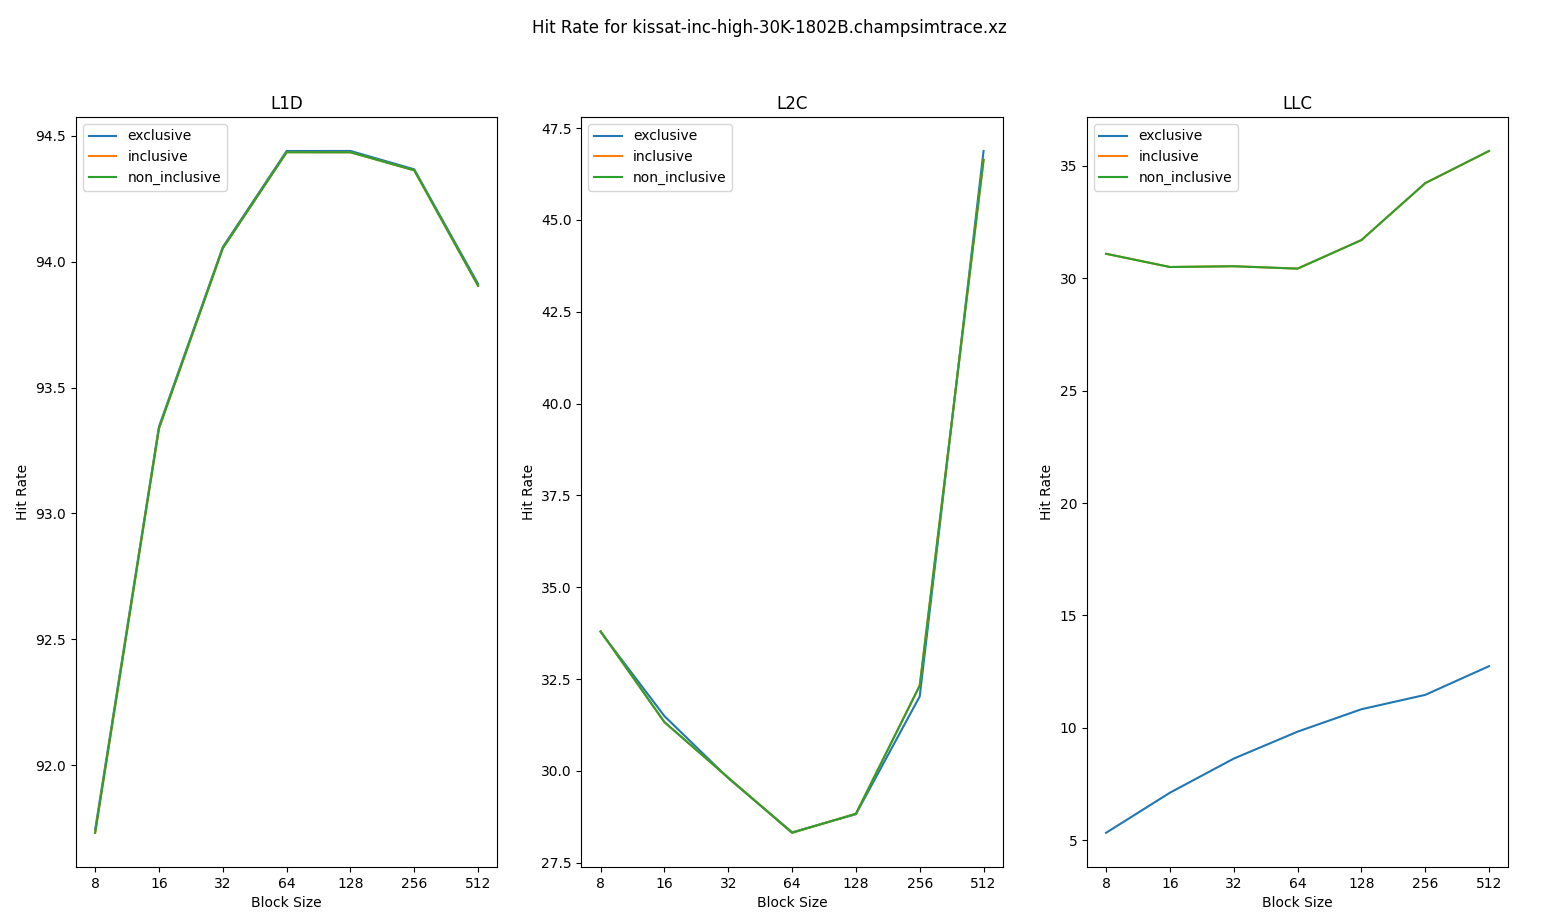 Hit Rate for kissat-inc-high-30K-1802B.champsimtrace.xz
L1D
exclusive
inclusive
non_inclusive
94.5
94.0
93.5
93.0
92.5
92.0
Hit Rate
8 16 32 64 128 256 512
Block Size
L2C
exclusive
inclusive
non_inclusive
47.5
45.0
42.5
40.0
37.5
35.0
32.5
30.0
27.5
Hit Rate
8 16 32 64 128 256 512
Block Size
LLC
exclusive
inclusive
non_inclusive
35
30
25
20
15
10
5
Hit Rate
8 16 32 64 128 256 512
Block Size